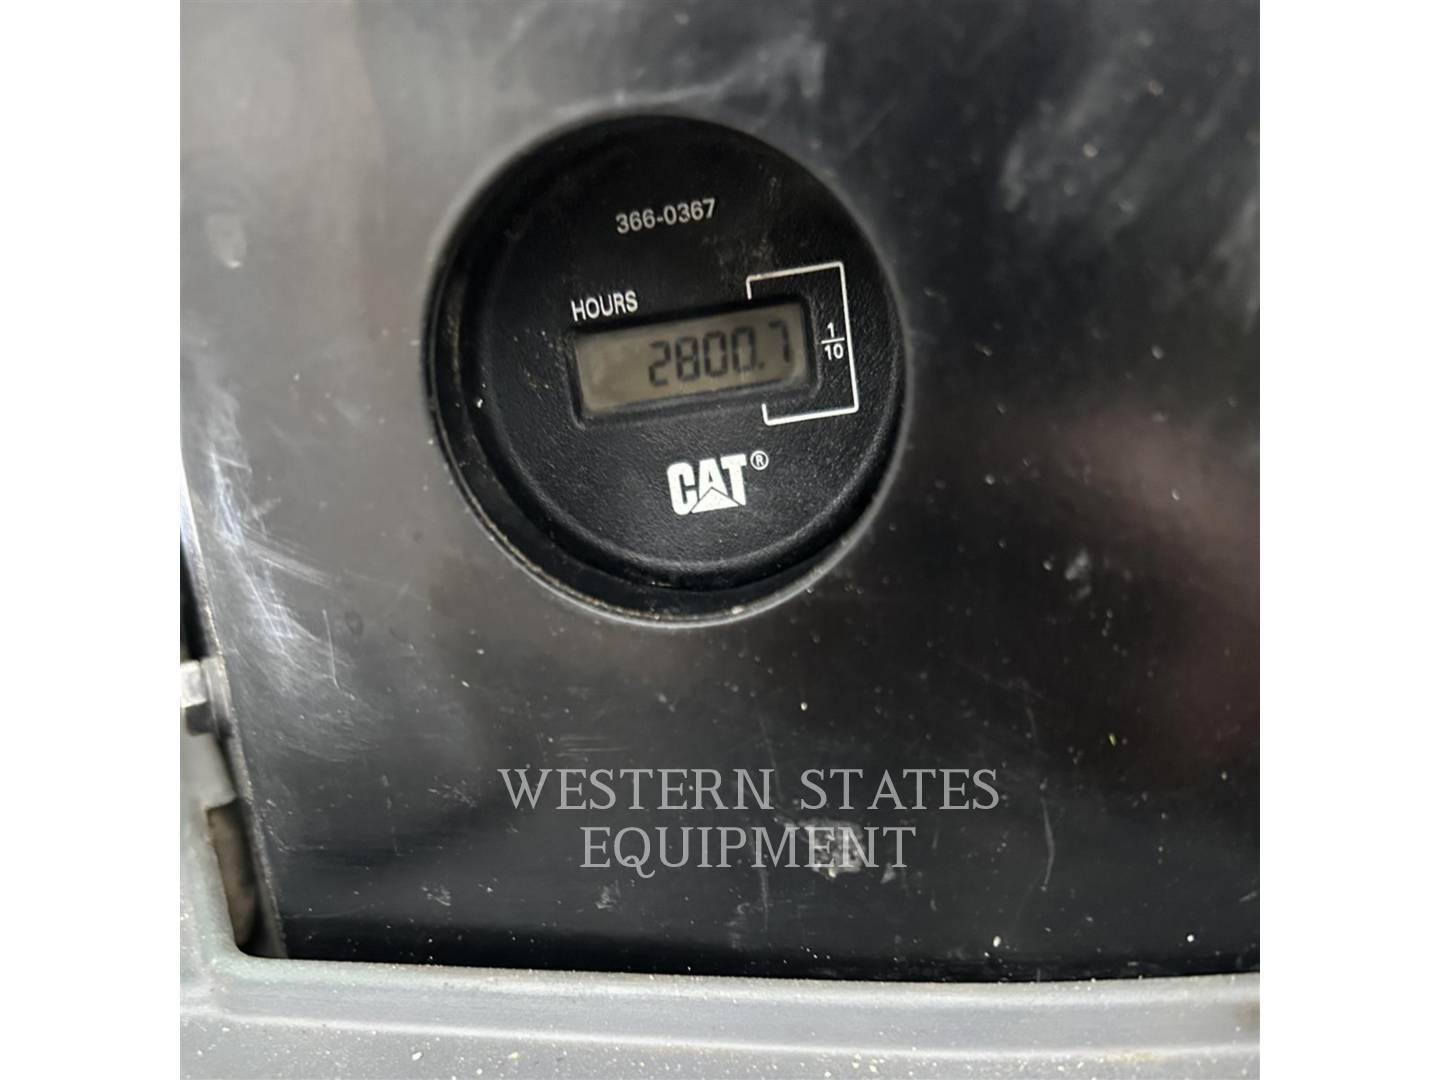 366-0367
HOURS
2800.7
1
10
CAT®
WESTERN STATES
EQUIPMENT